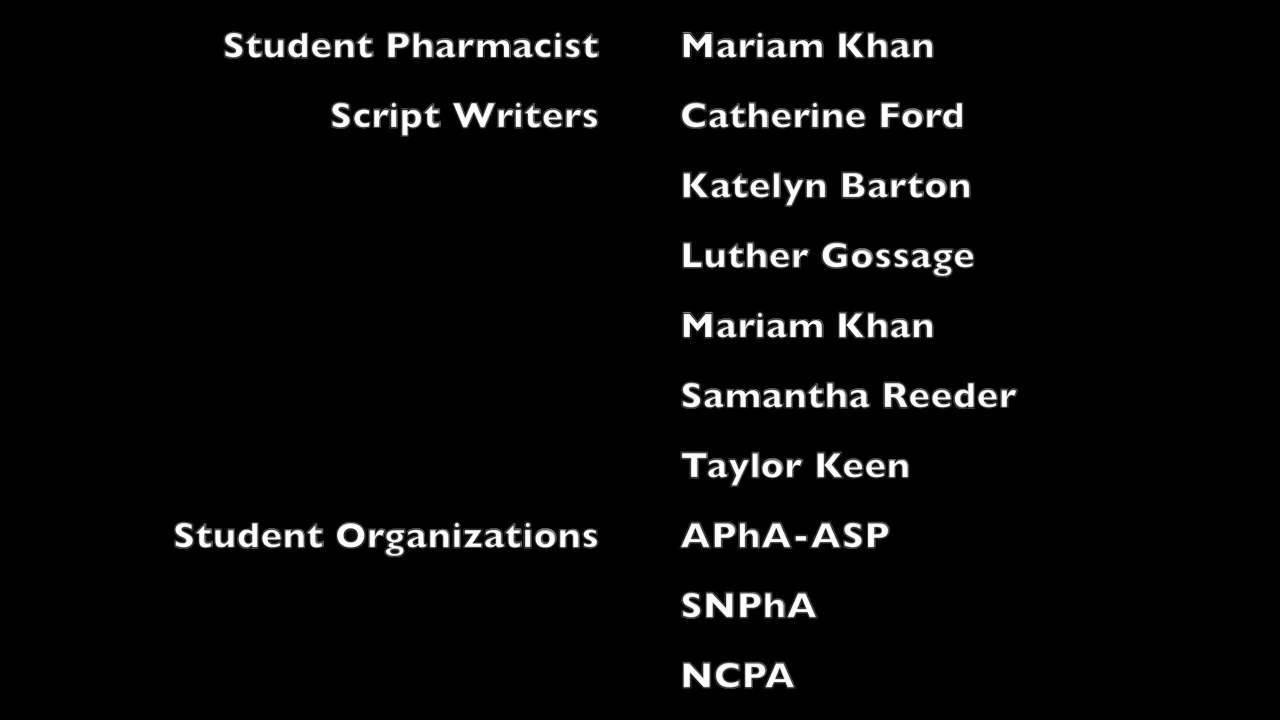 Student Pharmacist Mariam Khan
Script Writers Catherine Ford
Katelyn Barton
Luther Gossage
Mariam Khan
Samantha Reeder
Taylor Keen
Student Organizations APhA-ASP
SNPhA
NCPA